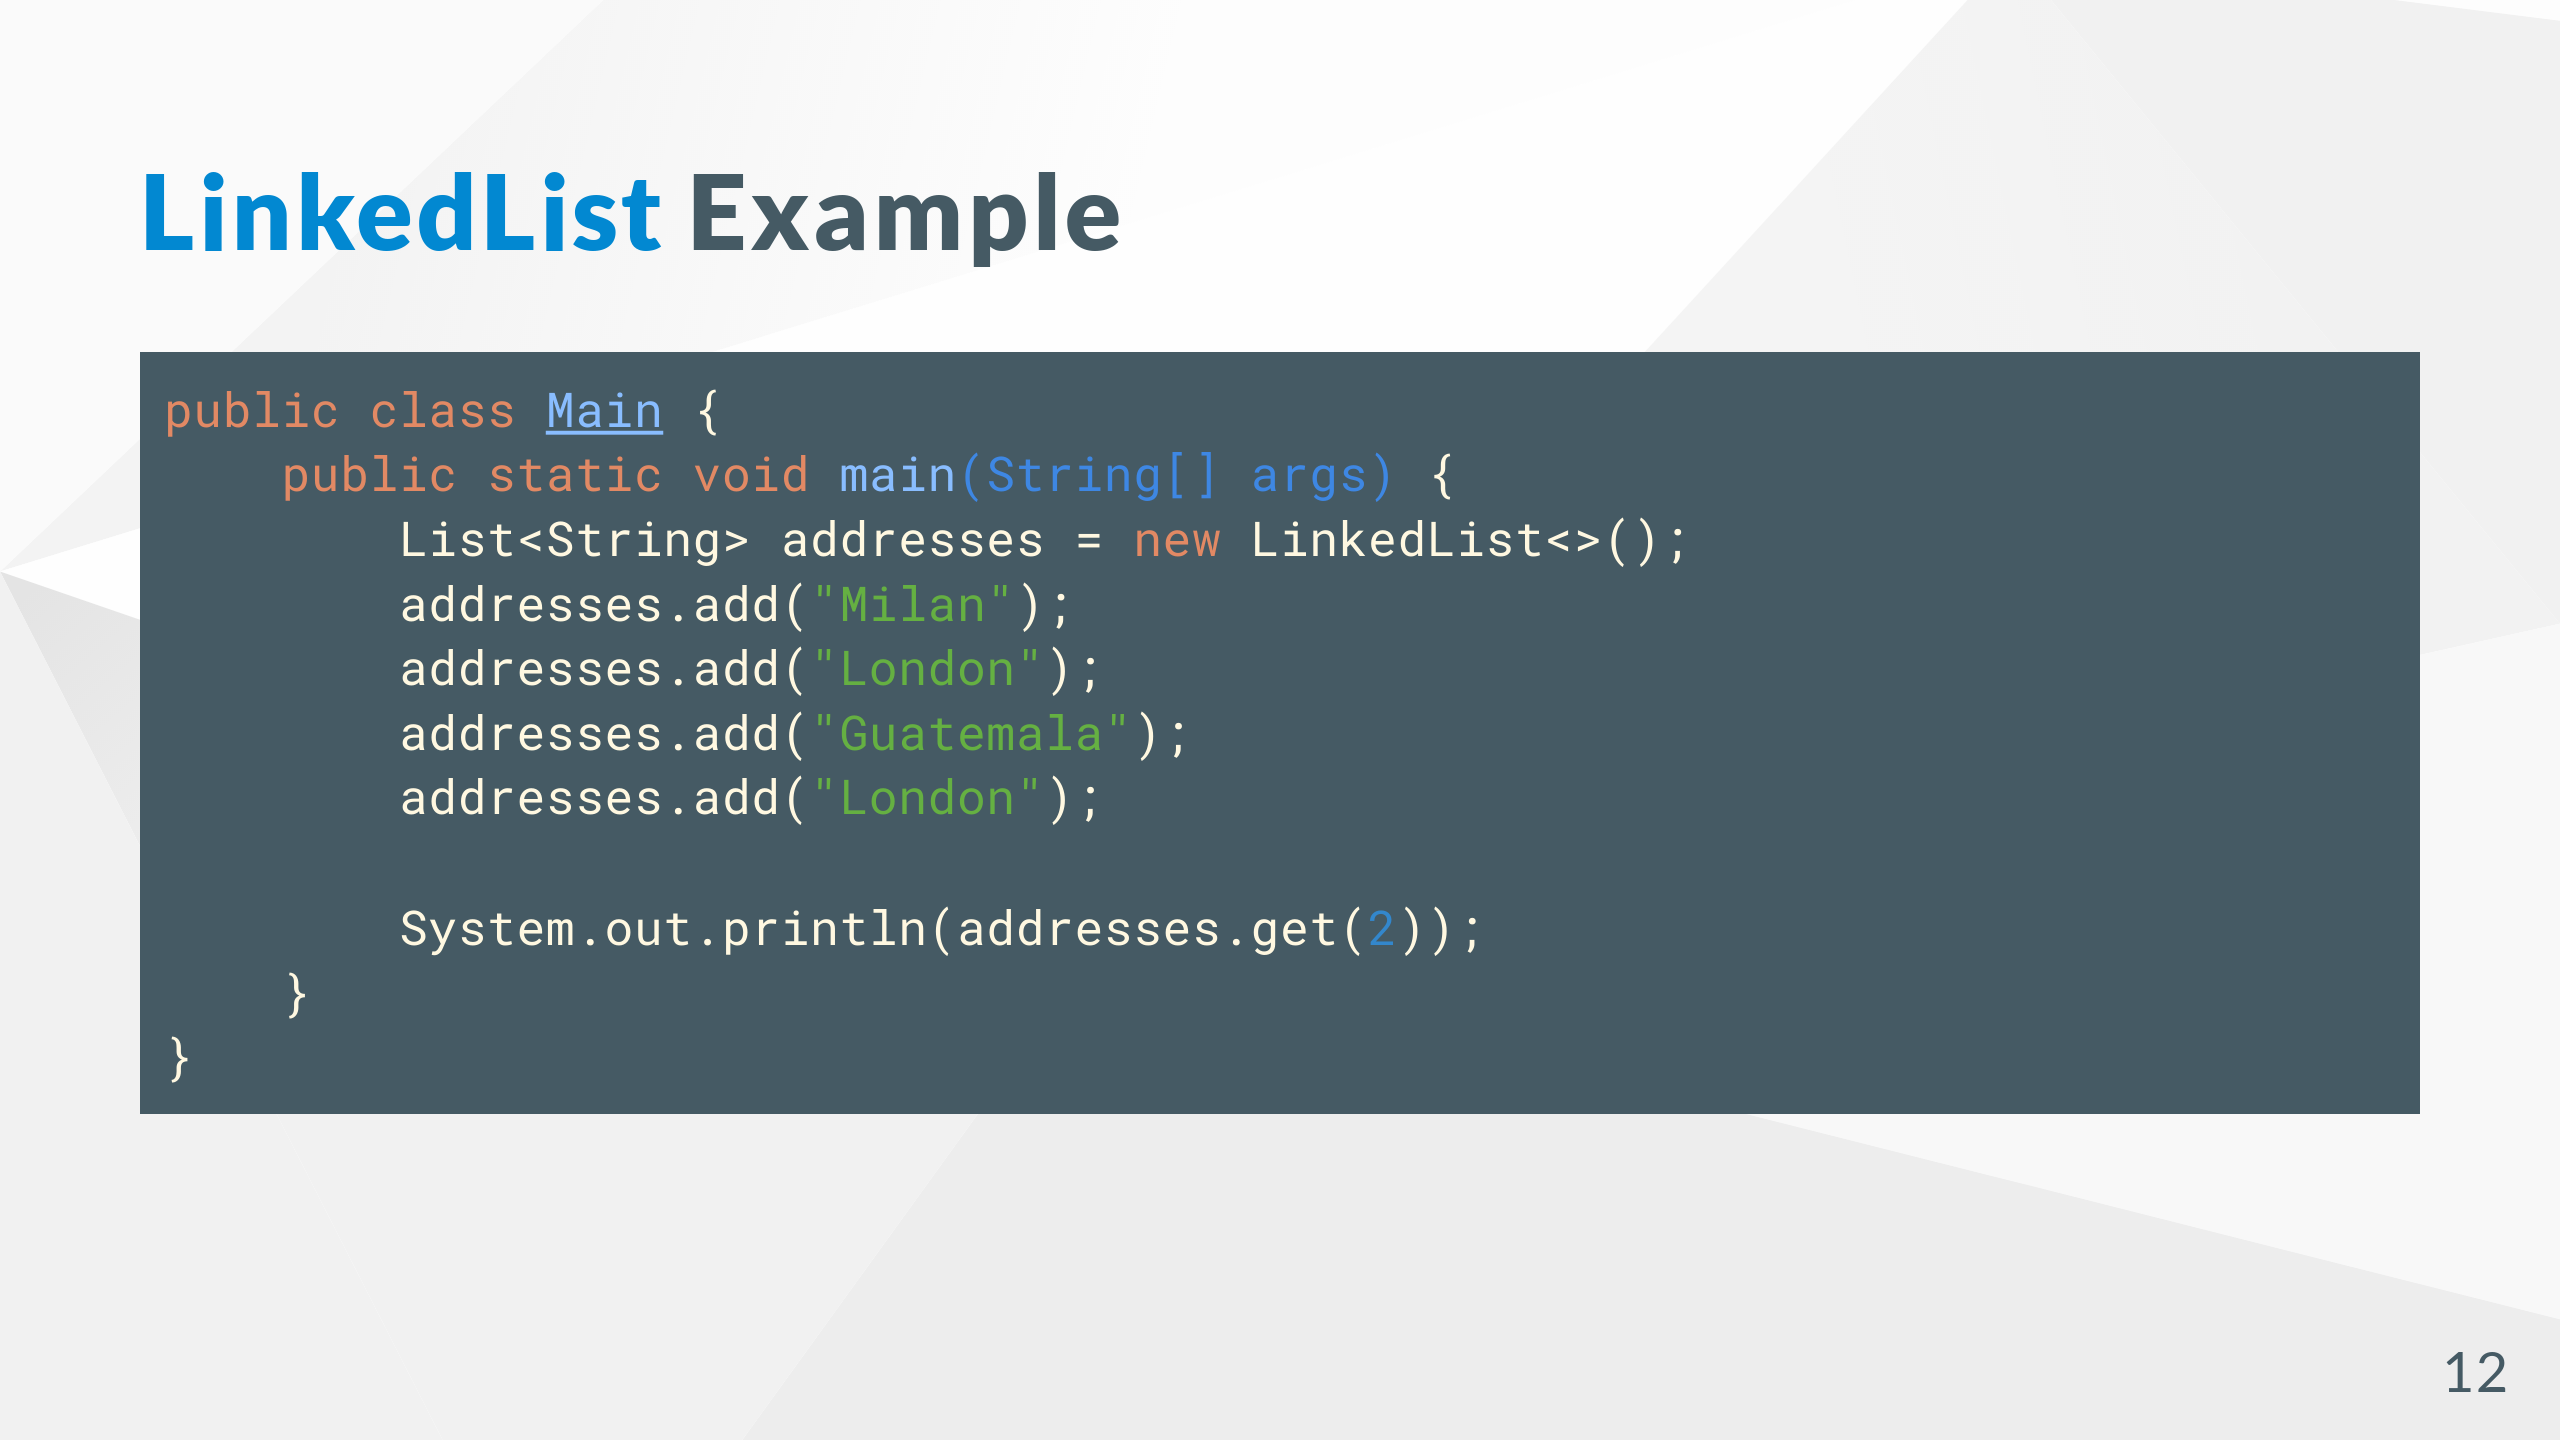 LinkedList Example
public class Main {
    public static void main(String[] args) {
        List<String> addresses = new LinkedList<>();
        addresses.add("Milan");
        addresses.add("London");
        addresses.add("Guatemala");
        addresses.add("London");

        System.out.println(addresses.get(2));
    }
}
12